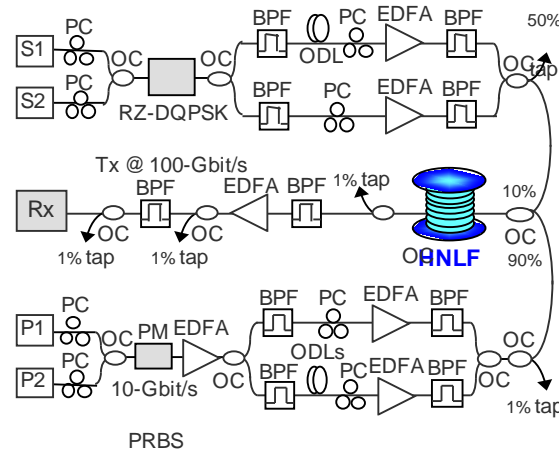 BPF
PC
BPF
50%
S1
PC
OC
OC
ODL
EDFA
OC
tap
S2
PC
BPF
PC
BPF
RZ-DQPSK
EDFA
Tx @ 100-Gbit/s
BPF
EDFA
BPF
1% tap
10%
Rx
OC
OC
OC
OC
HNLF
1% tap
1% tap
90%
P1
PC
BPF
PC
BPF
OC
PM
EDFA
EDFA
OC
P2
PC
ODLs
10-Gbit/s
OC
BPF
PC
EDFA
BPF
OC
1% tap
PRBS